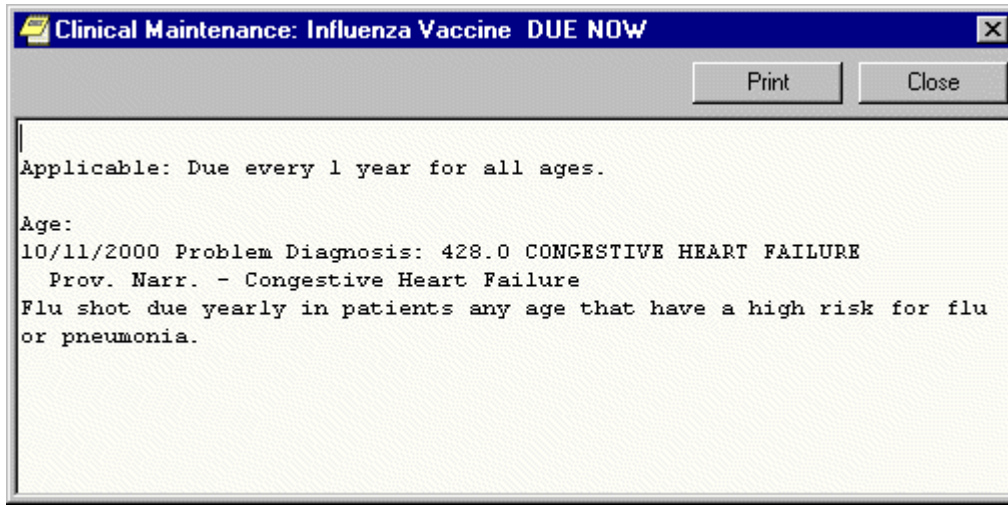 Clinical Maintenance: Influenza Vaccine  DUE NOW
Print
Close
Applicable: Due every 1 year for all ages.
Age:
10/11/2000 Problem Diagnosis: 428.0 CONGESTIVE HEART FAILURE
  Prov. Narr. - Congestive Heart Failure
Flu shot due yearly in patients any age that have a high risk for flu
or pneumonia.